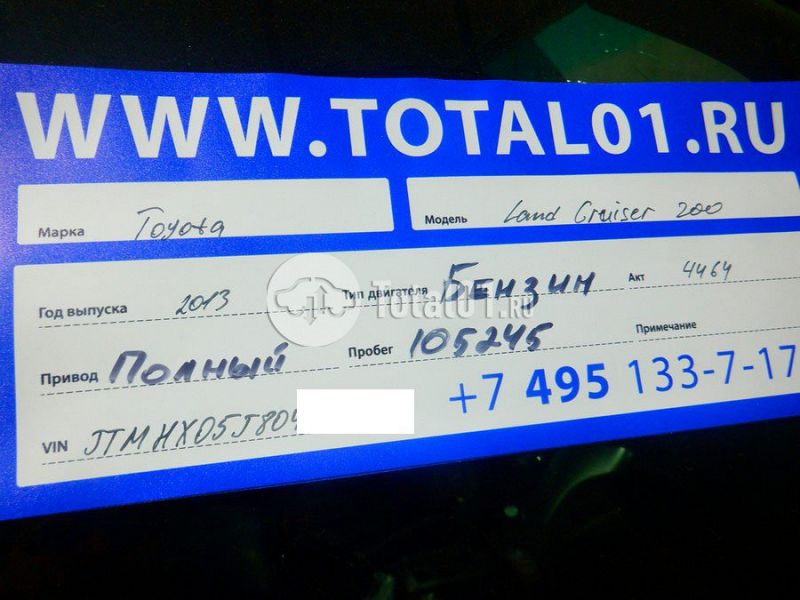 WWW.TOTAL01.RU
Марка Toyota Модель Land Cruiser 200
Год выпуска 2013 Тип двигателя Бензин Акт 4464
Total01.RU
Привод Полный Пробег 105245 Примечание
+7 495 133-7-17
VIN JTMHX05J804